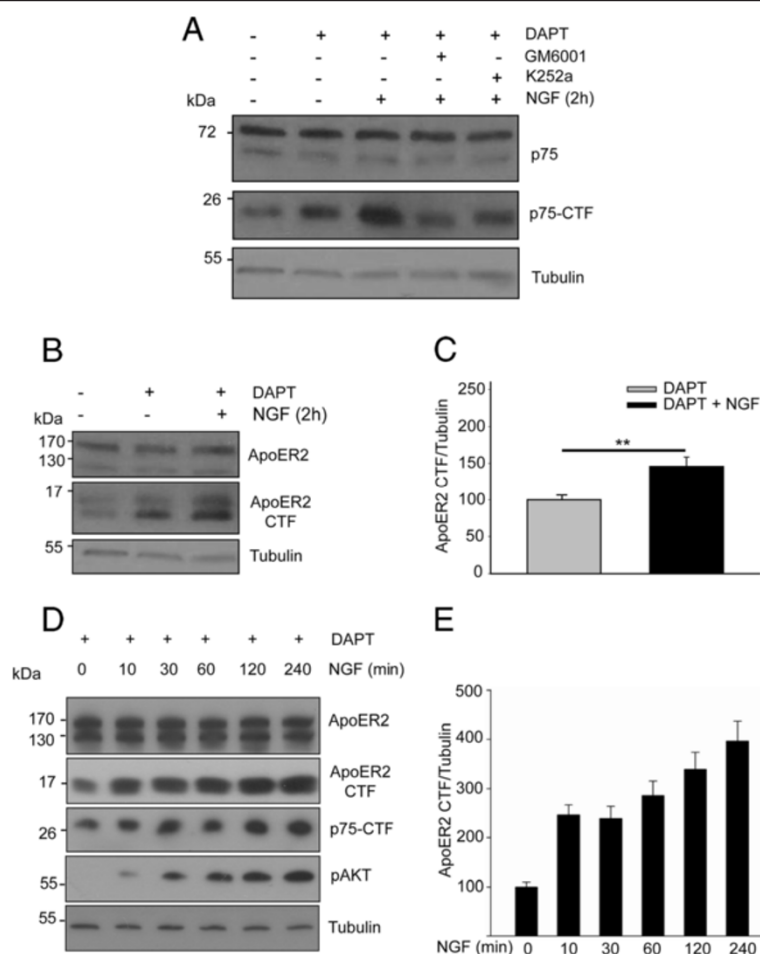 A
- + + + + DAPT
- - - + - GM6001
- - - - + K252a
kDa - - + + + NGF (2h)
72 p75
26 p75-CTF
55 Tubulin
B
- + + DAPT
kDa - - + NGF (2h)
170 ApoER2
130
17 ApoER2
CTF
55 Tubulin
C
ApoER2 CTF/Tubulin
250
200
150
100
50
0
DAPT
DAPT + NGF
**
D
+ + + + + + DAPT
kDa 0 10 30 60 120 240 NGF (min)
170 ApoER2
130
17 ApoER2
CTF
26 p75-CTF
55 pAKT
55 Tubulin
E
ApoER2 CTF/Tubulin
500
400
300
200
100
NGF (min) 0 10 30 60 120 240